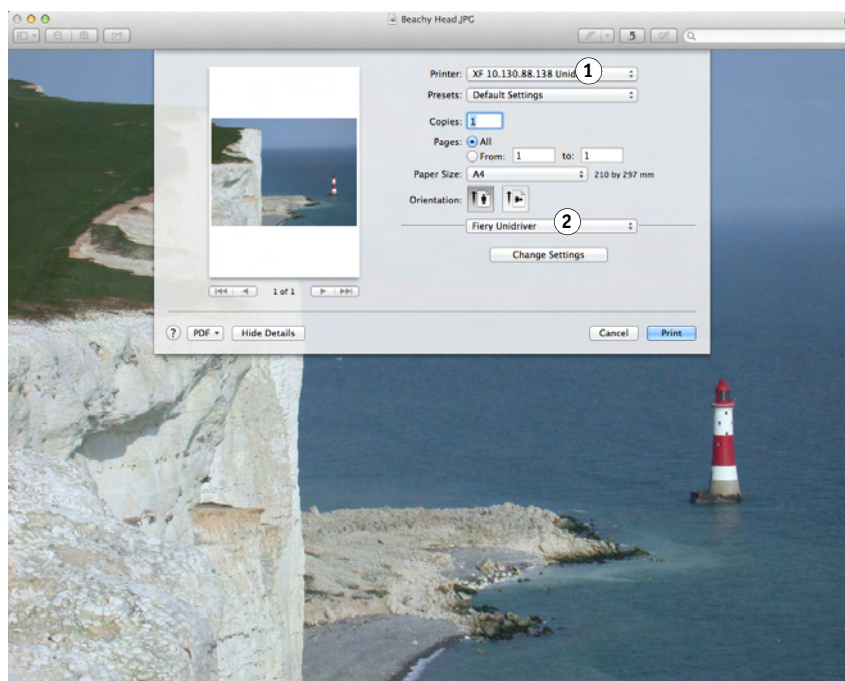 Beachy Head.JPG
5
Printer: XF 10.130.88.138 Unid 1
Presets: Default Settings
Copies: 1
Pages: All
From: 1 to: 1
Paper Size: A4 210 by 297 mm
Orientation:
Fiery Unidriver 2
Change Settings
1 of 1
? PDF Hide Details Cancel Print